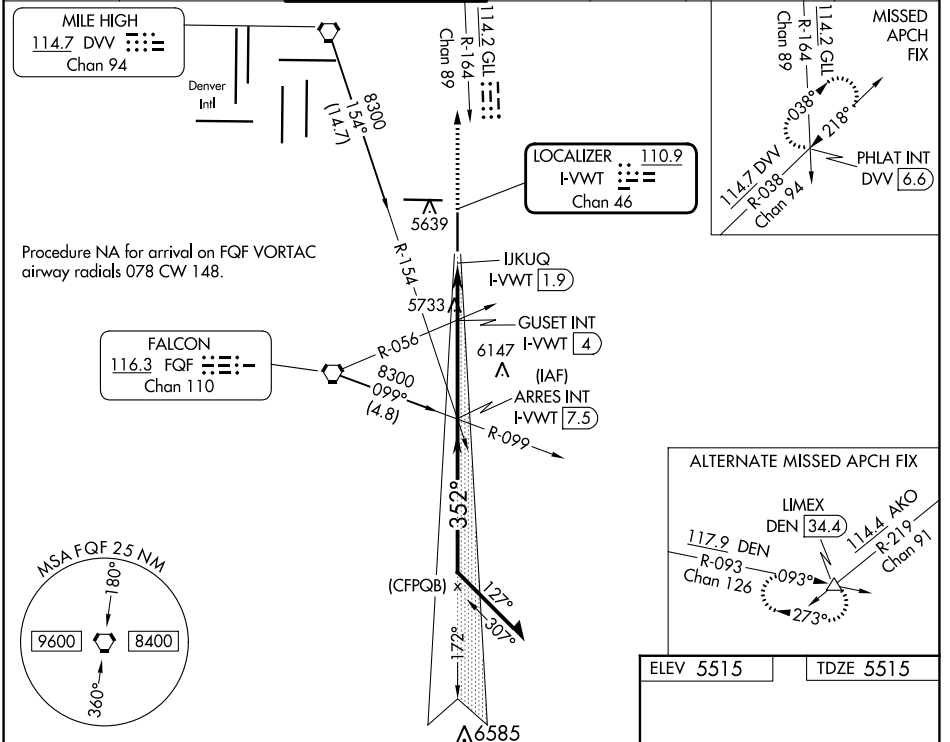 MILE HIGH
114.7 DVV
Chan 94
Denver
Intl
8300
154°
(14.7)
R-154
114.2 GLL
R-164
Chan 89
LOCALIZER 110.9
I-VWT
Chan 46
MISSED
APCH
FIX
114.2 GLL
R-164
Chan 89
038°
218°
114.7 DVV
R-038
Chan 94
PHLAT INT
DVV 6.6
5639
Procedure NA for arrival on FQF VORTAC
airway radials 078 CW 148.
IJKUQ
I-VWT 1.9
5733
GUSET INT
I-VWT 4
R-056
6147
FALCON
116.3 FQF
Chan 110
8300
099°
(4.8)
(IAF)
ARRES INT
I-VWT 7.5
R-099
352°
(CFPQB) x
127°
307°
172°
6585
MSA FQF 25 NM
180°
9600
8400
360°
ALTERNATE MISSED APCH FIX
LIMEX
DEN 34.4
117.9 DEN
R-093
Chan 126
093°
273°
114.4 AKO
R-219
Chan 91
ELEV 5515
TDZE 5515